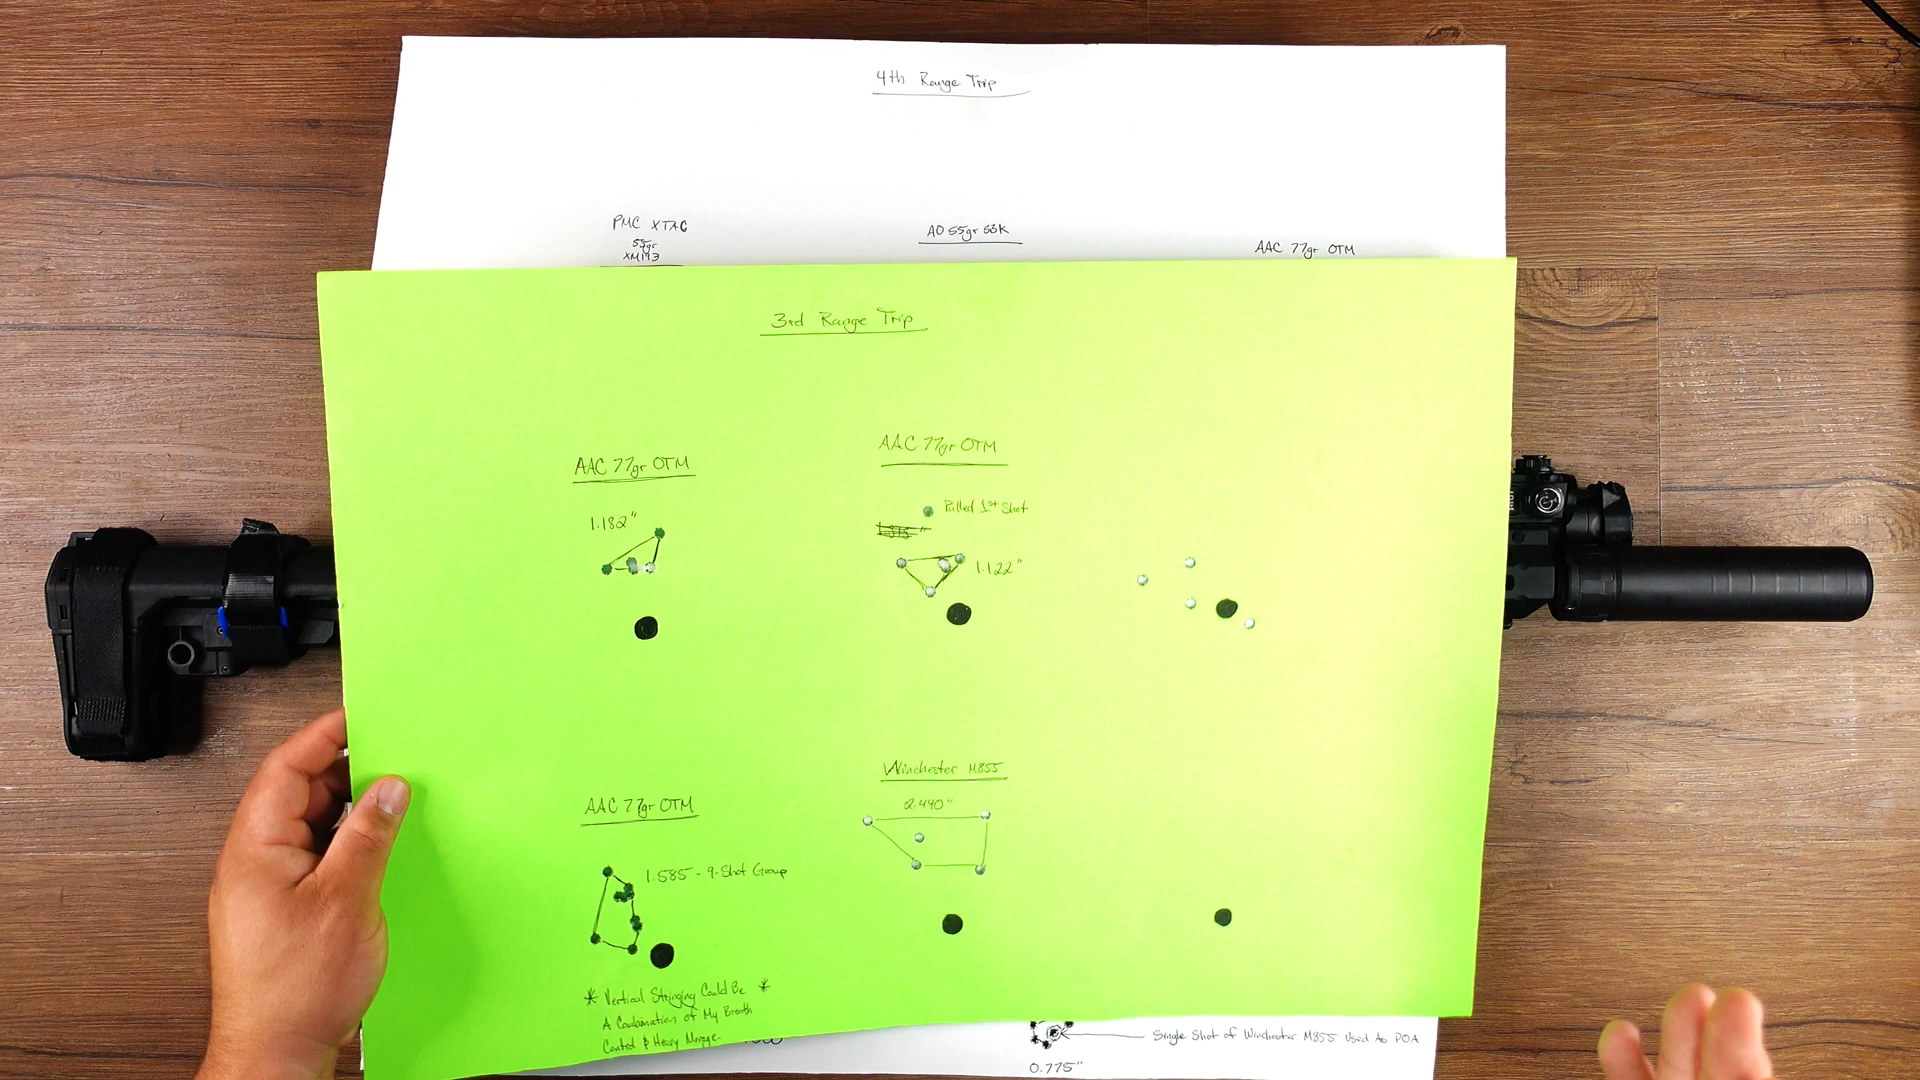 4th Range Trip
PMC XTAC
55gr
XM193
AO 55gr 53K
AAC 77gr OTM
3rd Range Trip
AAC 77gr OTM
1.182"
AAC 77gr OTM
Pulled 1st Shot
1.122"
AAC 77gr OTM
1.585 - 9-Shot Group
* Vertical Stringing Could Be *
A Combination of My Breath
Control & Heavy Mirage
Winchester M855
2.440"
Single Shot of Winchester M855 Used As POA
0.775"